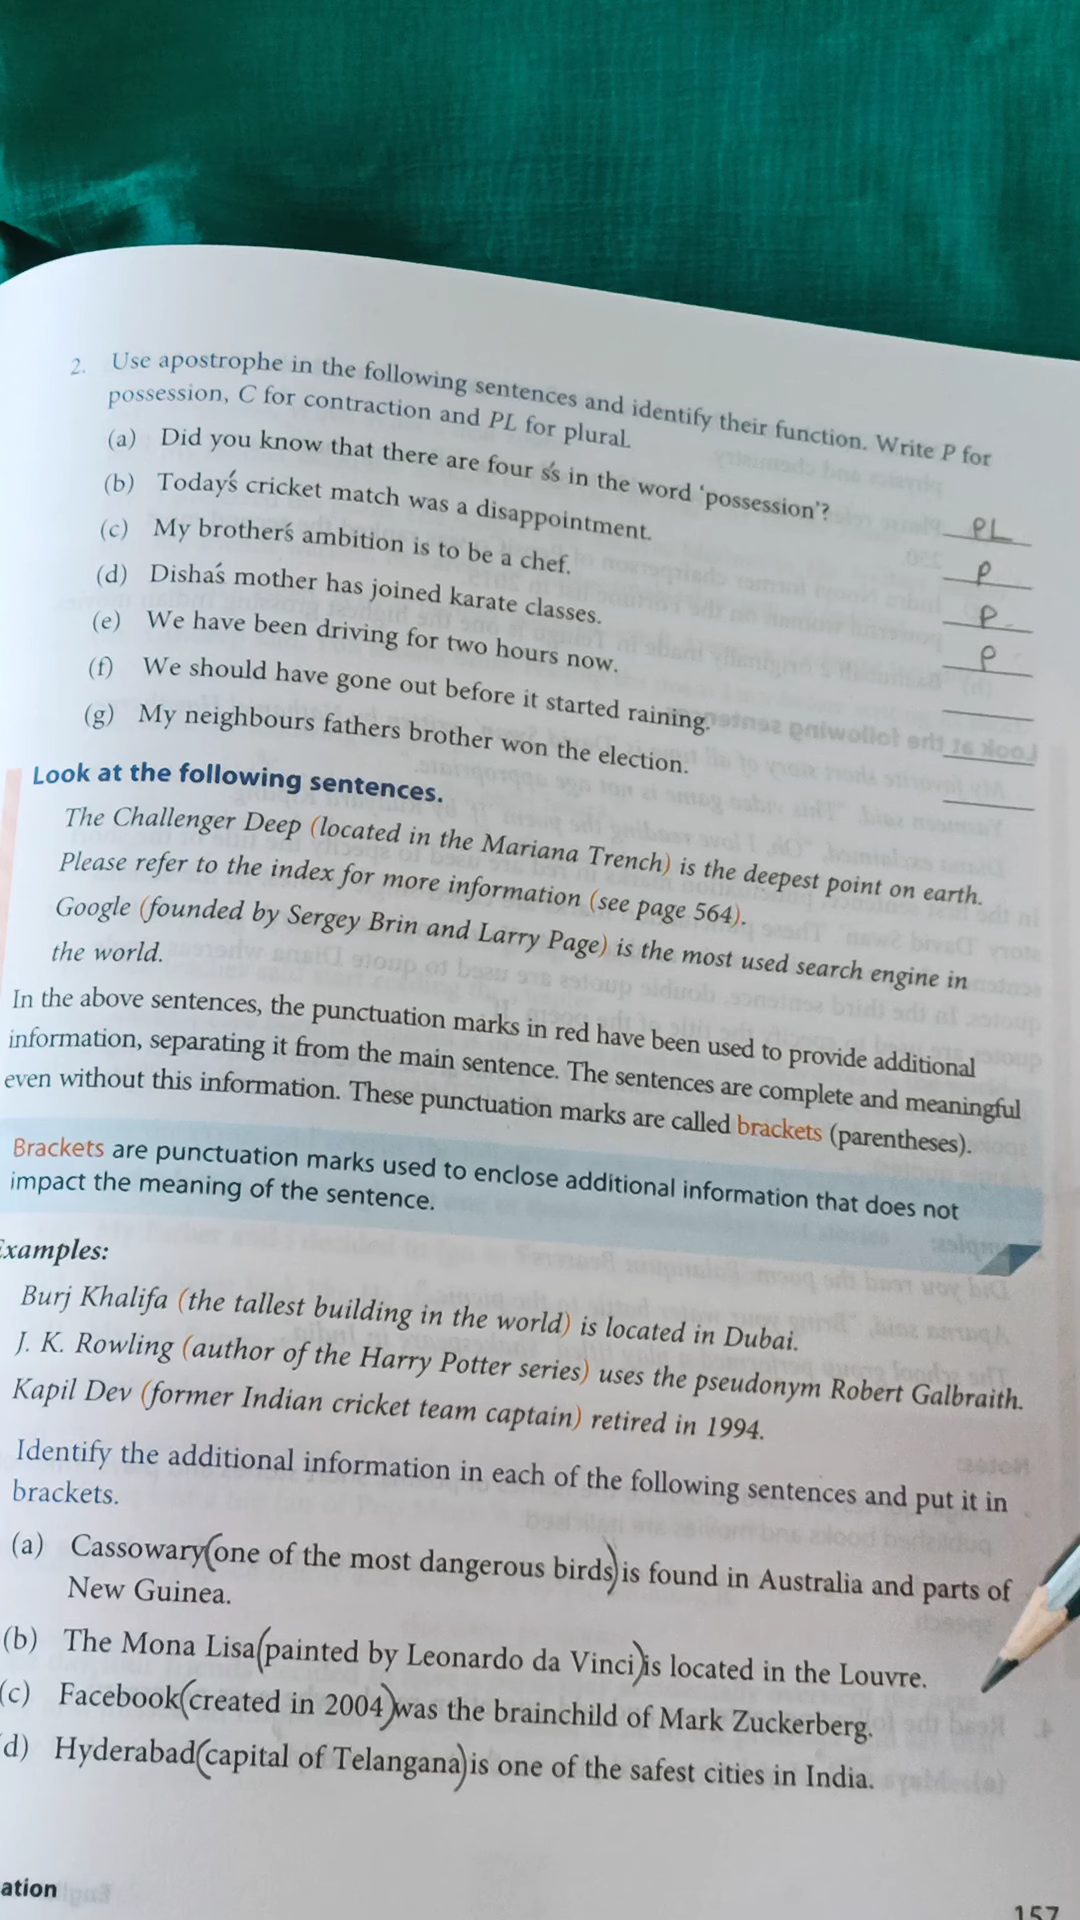 2. Use apostrophe in the following sentences and identify their function. Write P for
possession, C for contraction and PL for plural.
(a) Did you know that there are four s's in the word ‘possession’? PL
(b) Today's cricket match was a disappointment. P
(c) My brother's ambition is to be a chef. P
(d) Disha's mother has joined karate classes. P
(e) We have been driving for two hours now.
(f) We should have gone out before it started raining.
(g) My neighbours fathers brother won the election.
Look at the following sentences.
The Challenger Deep (located in the Mariana Trench) is the deepest point on earth.
Please refer to the index for more information (see page 564).
Google (founded by Sergey Brin and Larry Page) is the most used search engine in
the world.
In the above sentences, the punctuation marks in red have been used to provide additional
information, separating it from the main sentence. The sentences are complete and meaningful
even without this information. These punctuation marks are called brackets (parentheses).
Brackets are punctuation marks used to enclose additional information that does not
impact the meaning of the sentence.
Examples:
Burj Khalifa (the tallest building in the world) is located in Dubai.
J. K. Rowling (author of the Harry Potter series) uses the pseudonym Robert Galbraith.
Kapil Dev (former Indian cricket team captain) retired in 1994.
Identify the additional information in each of the following sentences and put it in
brackets.
(a) Cassowary(one of the most dangerous birds)is found in Australia and parts of
New Guinea.
(b) The Mona Lisa(painted by Leonardo da Vinci)is located in the Louvre.
(c) Facebook(created in 2004)was the brainchild of Mark Zuckerberg.
(d) Hyderabad(capital of Telangana)is one of the safest cities in India.
ation
157